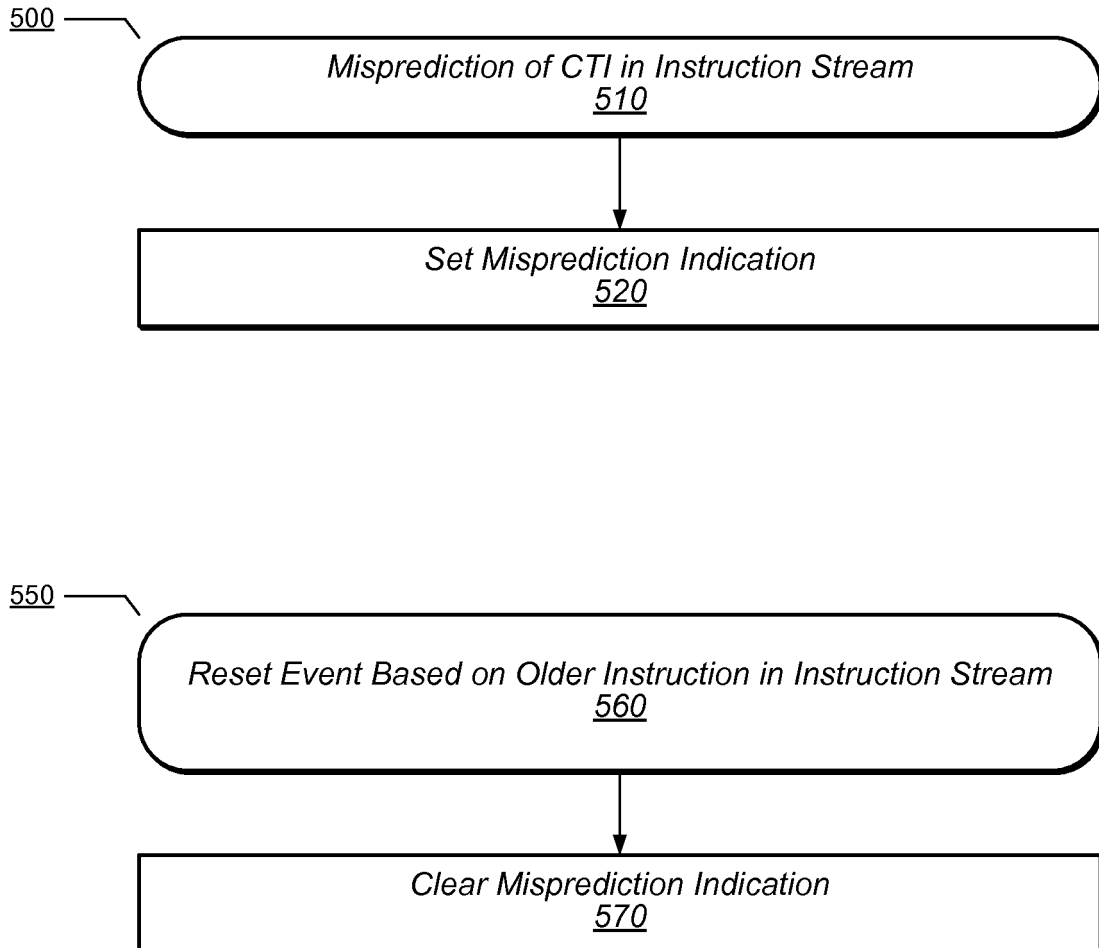 500
Misprediction of CTI in Instruction Stream
510
Set Misprediction Indication
520
550
Reset Event Based on Older Instruction in Instruction Stream
560
Clear Misprediction Indication
570